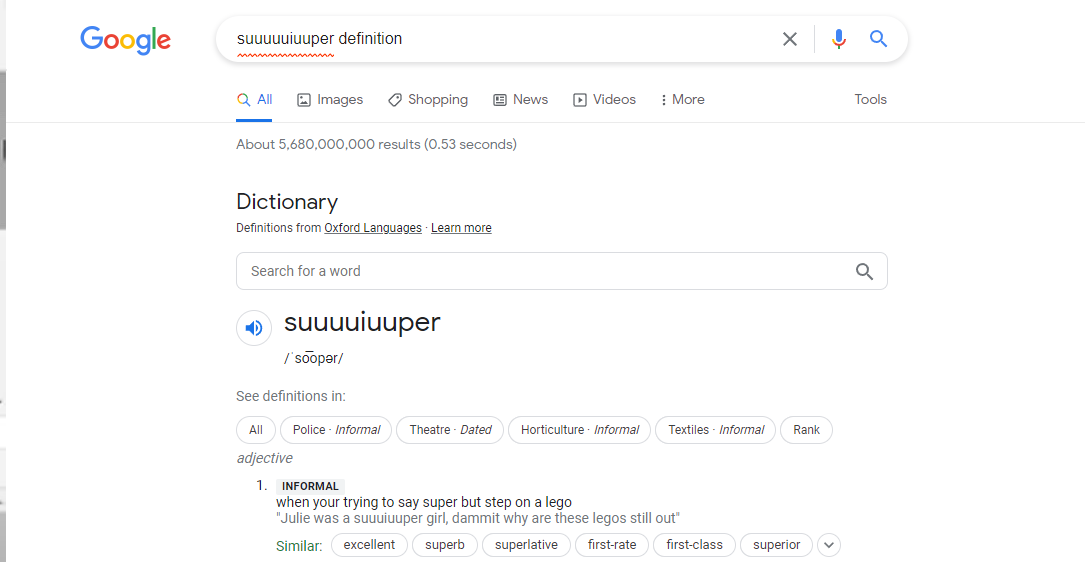 Google
suuuuuiuuper definition
All Images Shopping News Videos More Tools
About 5,680,000,000 results (0.53 seconds)
Dictionary
Definitions from Oxford Languages · Learn more
Search for a word
suuuuiuuper
/ˈso͞opər/
See definitions in:
All Police · Informal Theatre · Dated Horticulture · Informal Textiles · Informal Rank
adjective
1. INFORMAL
when your trying to say super but step on a lego
"Julie was a suuuiuuper girl, dammit why are these legos still out"
Similar: excellent superb superlative first-rate first-class superior